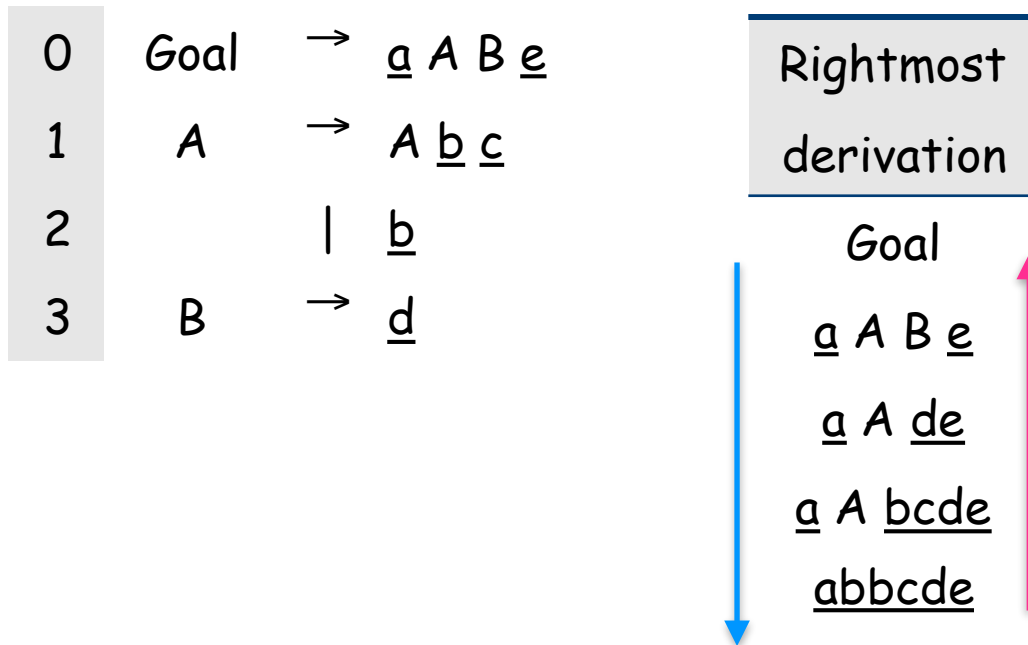 0 Goal → a A B e
1 A → A b c
2 | b
3 B → d
Rightmost
derivation
Goal
a A B e
a A de
a A bcde
abbcde